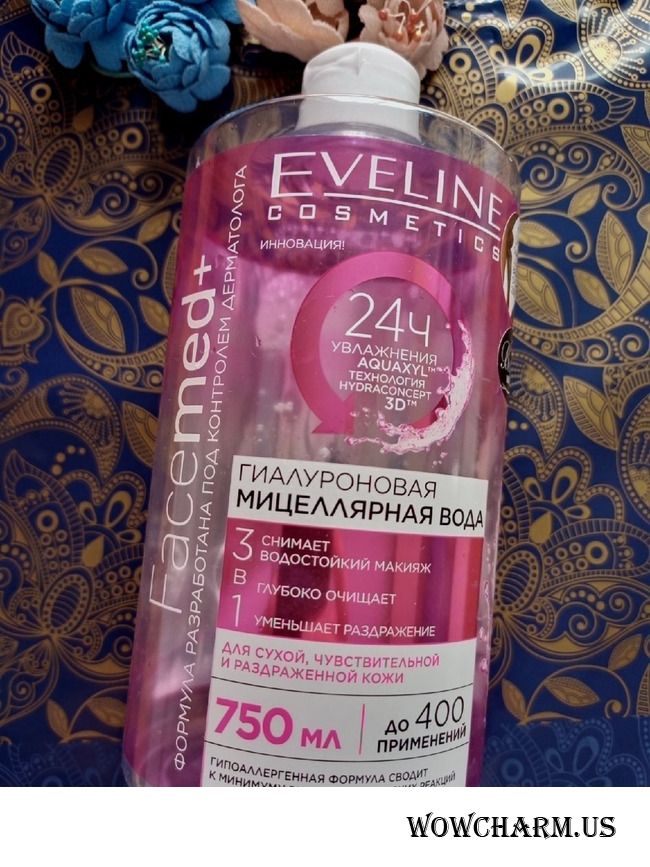 EVELINE
COSMETICS
ИННОВАЦИЯ!
24ч
УВЛАЖНЕНИЯ
AQUAXYL™
ТЕХНОЛОГИЯ
HYDRACONCEPT
3D™
Facemed+
ФОРМУЛА РАЗРАБОТАНА ПОД КОНТРОЛЕМ ДЕРМАТОЛОГА
ГИАЛУРОНОВАЯ
МИЦЕЛЛЯРНАЯ ВОДА
3 СНИМАЕТ
ВОДОСТОЙКИЙ МАКИЯЖ
В ГЛУБОКО ОЧИЩАЕТ
1 УМЕНЬШАЕТ РАЗДРАЖЕНИЕ
ДЛЯ СУХОЙ, ЧУВСТВИТЕЛЬНОЙ
И РАЗДРАЖЕННОЙ КОЖИ
750 МЛ
ДО 400
ПРИМЕНЕНИЙ
ГИПОАЛЛЕРГЕННАЯ ФОРМУЛА СВОДИТ
К МИНИМУМУ РЕАКЦИЙ
WOWCHARM.US